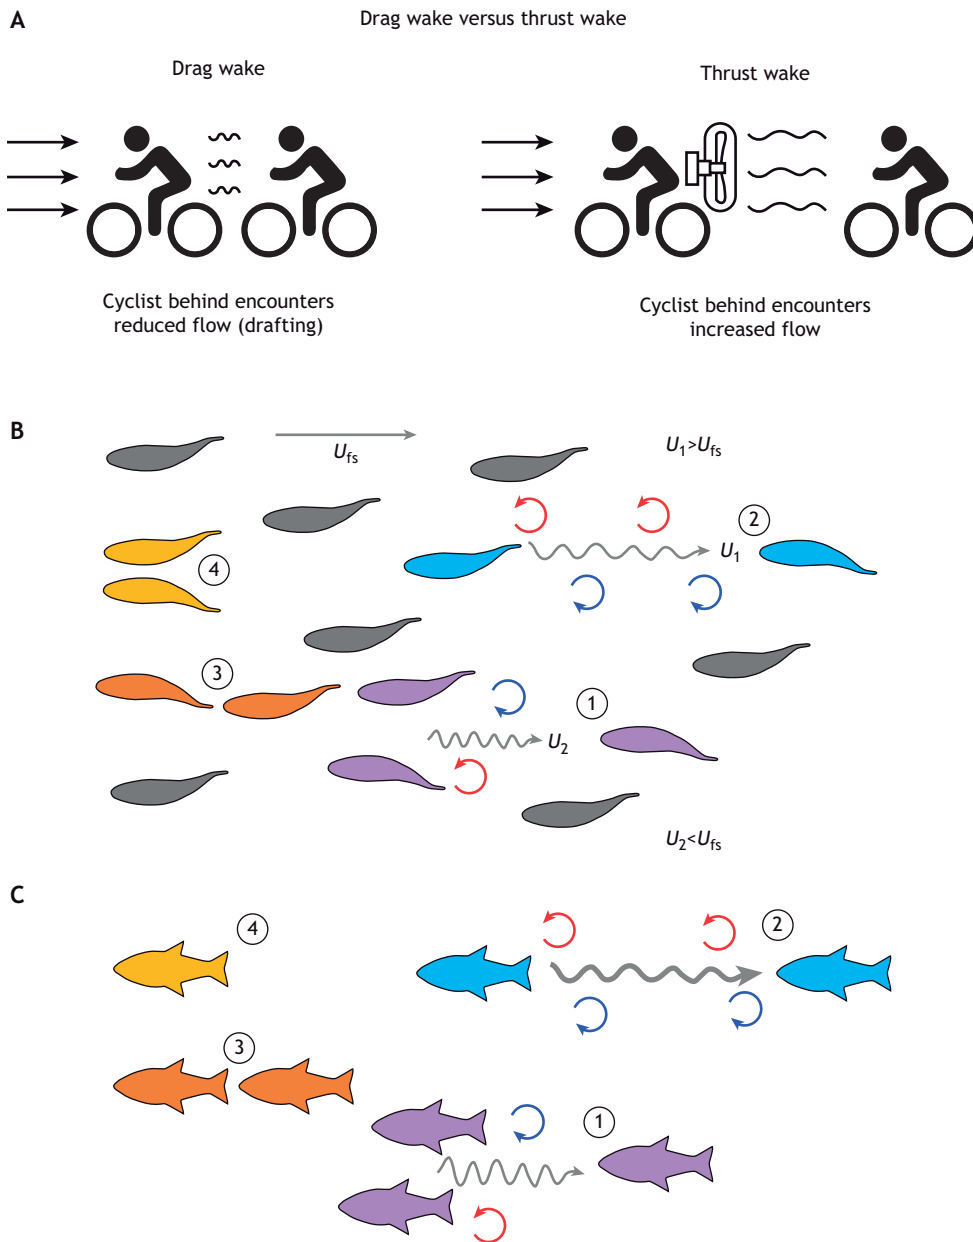 A
Drag wake versus thrust wake
Drag wake
Thrust wake
Cyclist behind encounters
reduced flow (drafting)
Cyclist behind encounters
increased flow
B
Ufs
U1>Ufs
2
U1
4
3
1
U2
U2<Ufs
C
4
2
3
1